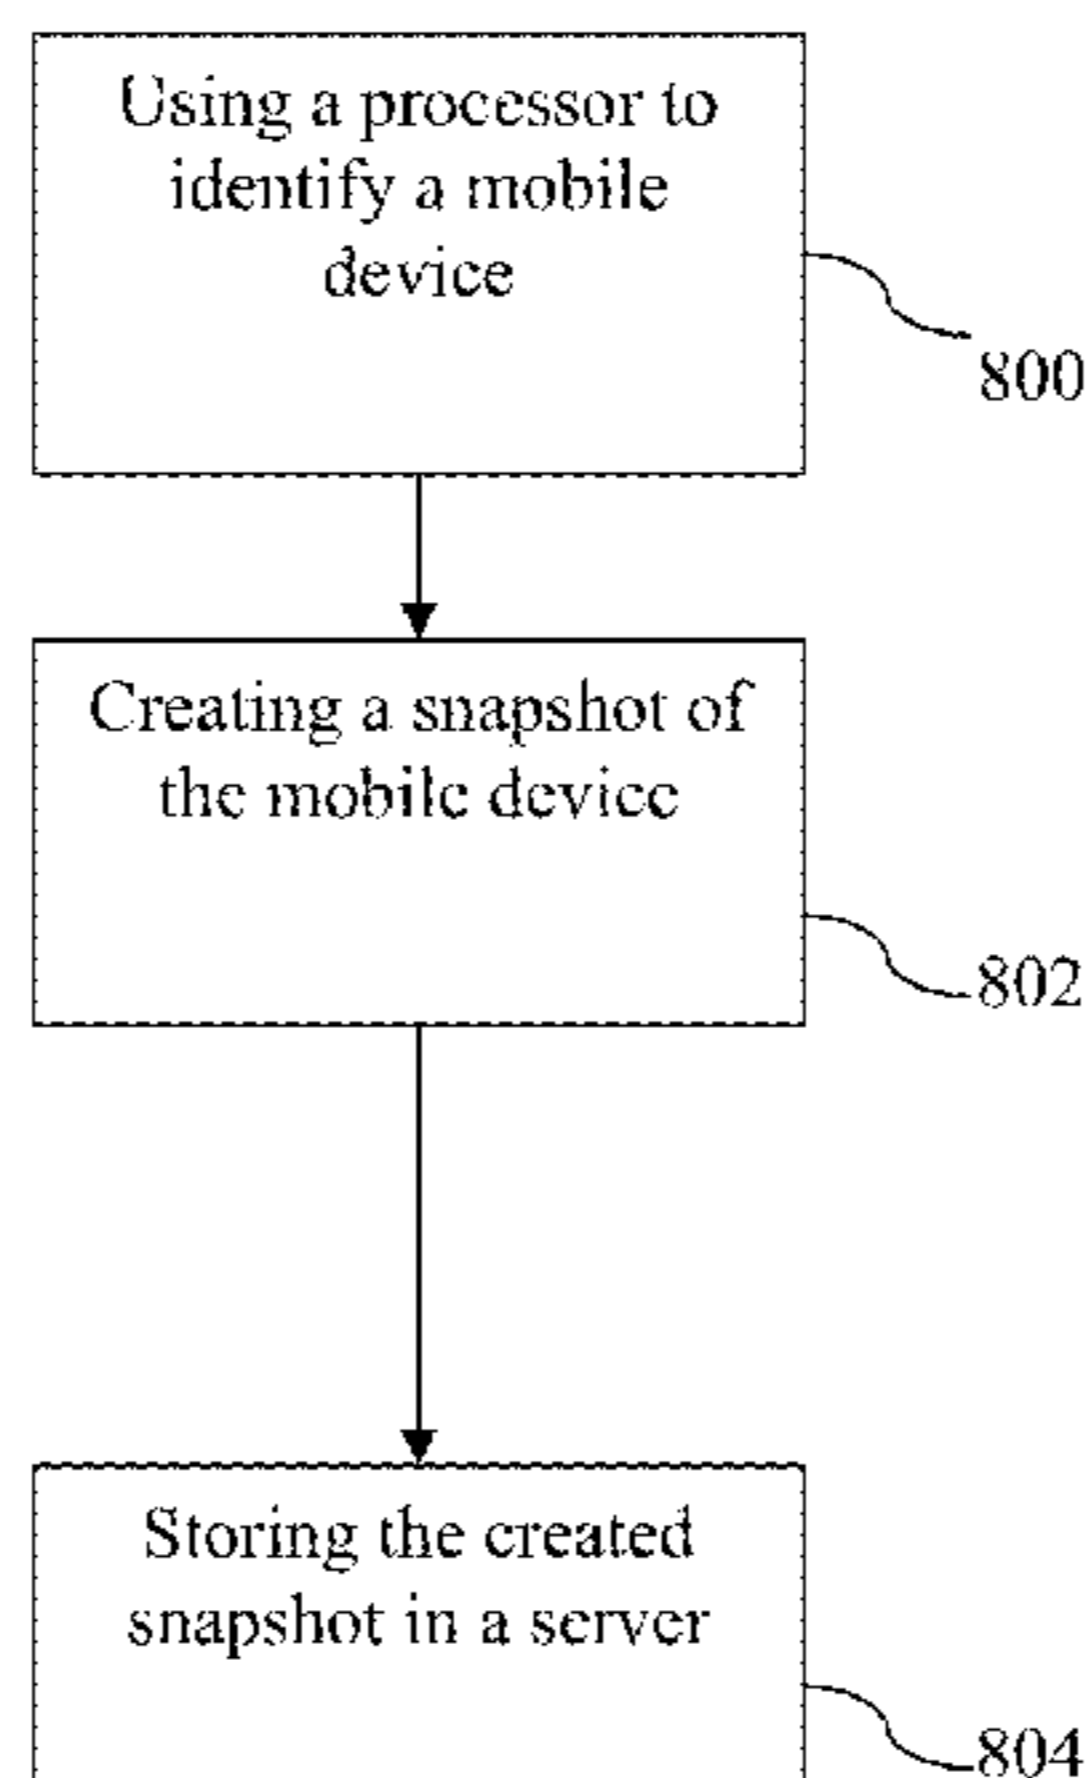 Using a processor to
identify a mobile
device
800
Creating a snapshot of
the mobile device
802
Storing the created
snapshot in a server
804